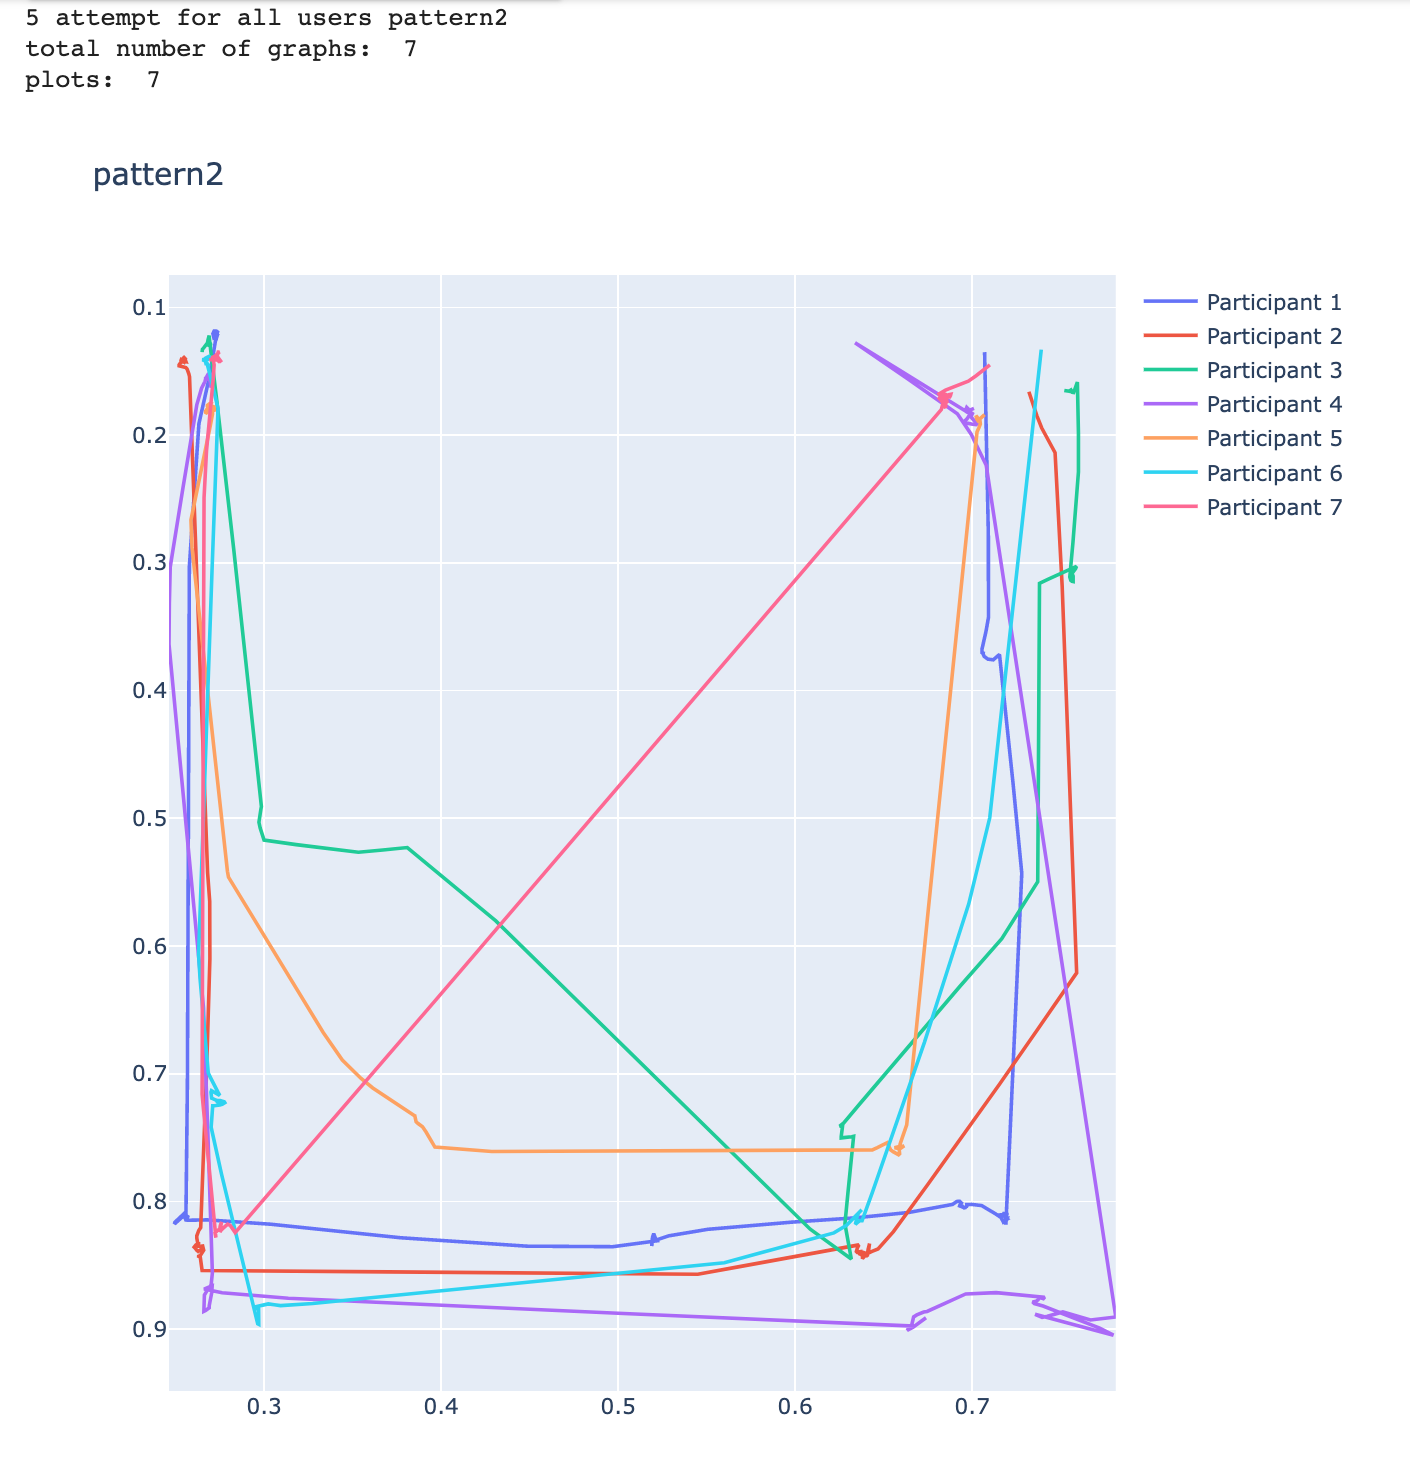 5 attempt for all users pattern2
total number of graphs:  7
plots:  7
pattern2
0.1
0.2
0.3
0.4
0.5
0.6
0.7
0.8
0.9
0.3
0.4
0.5
0.6
0.7
Participant 1
Participant 2
Participant 3
Participant 4
Participant 5
Participant 6
Participant 7